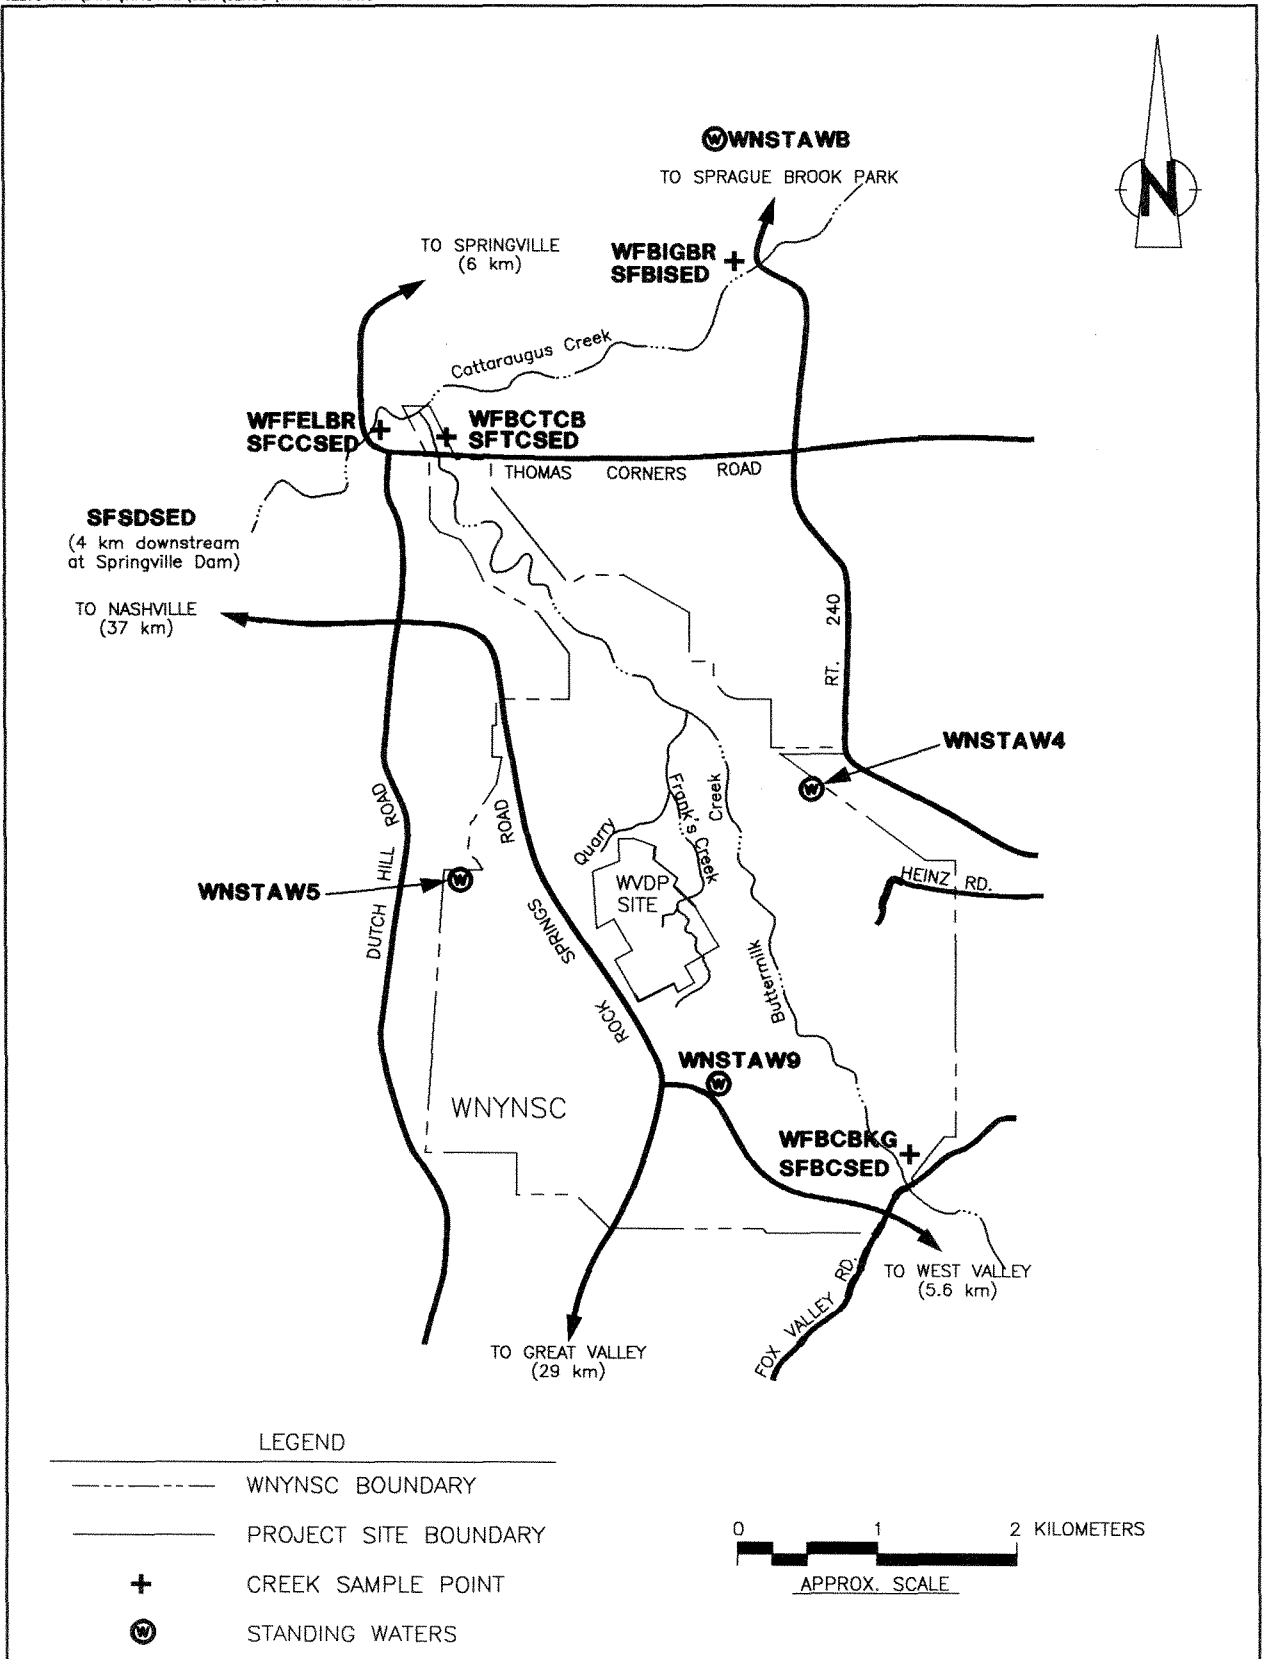 WNSTAWB
TO SPRAGUE BROOK PARK
N
TO SPRINGVILLE
(6 km)
WFBIGBR
SFBISED
Cattaraugus Creek
WFFELBR
SFCCSED
WFBCTCB
SFTCSED
THOMAS CORNERS ROAD
SFSDSED
(4 km downstream
at Springville Dam)
TO NASHVILLE
(37 km)
RT. 240
WNSTAW4
DUTCH HILL ROAD
ROCK SPRINGS ROAD
Quarry
Frank's Creek
Buttermilk Creek
WVDP
SITE
HEINZ RD.
WNSTAW5
W
W
W
W
WNSTAW9
WNYNSC
WFBCBKG
SFBCSED
TO WEST VALLEY
(5.6 km)
FOX VALLEY RD.
TO GREAT VALLEY
(29 km)
LEGEND
WNYNSC BOUNDARY
PROJECT SITE BOUNDARY
CREEK SAMPLE POINT
W STANDING WATERS
0 1 2 KILOMETERS
APPROX. SCALE